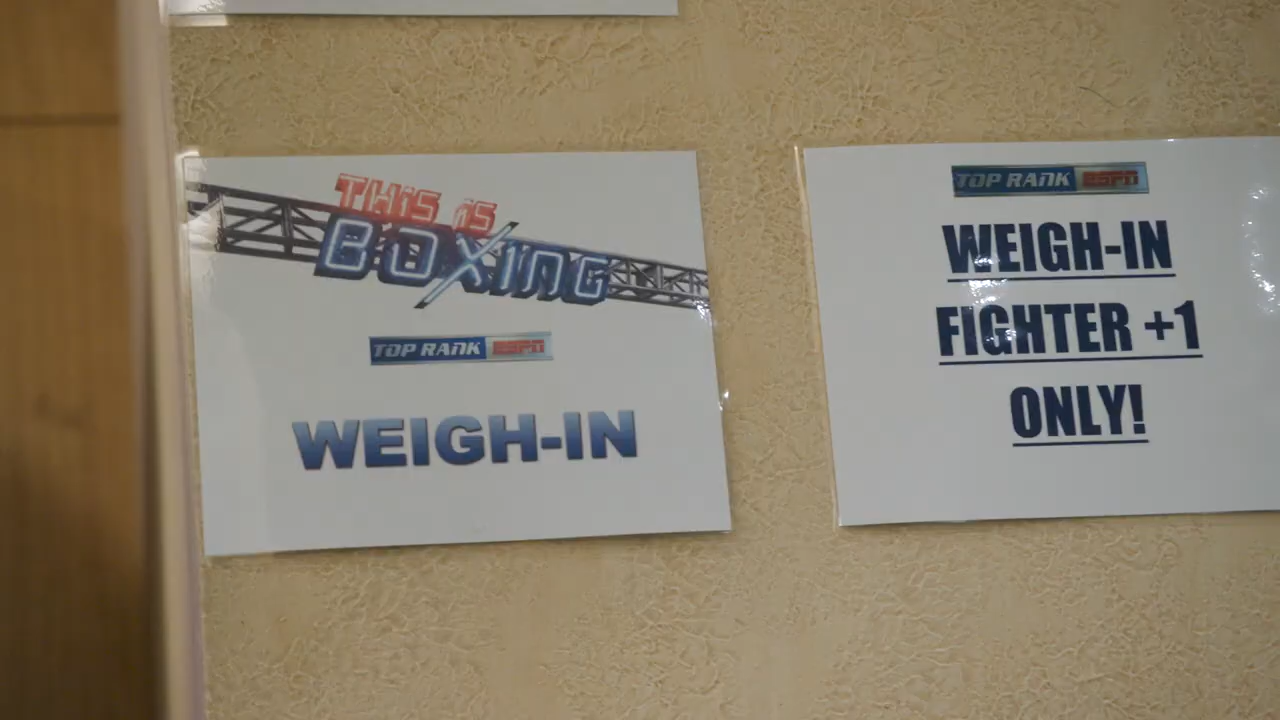 THIS IS
BOXING
TOP RANK ESPN
WEIGH-IN
TOP RANK ESPN
WEIGH-IN
FIGHTER +1
ONLY!